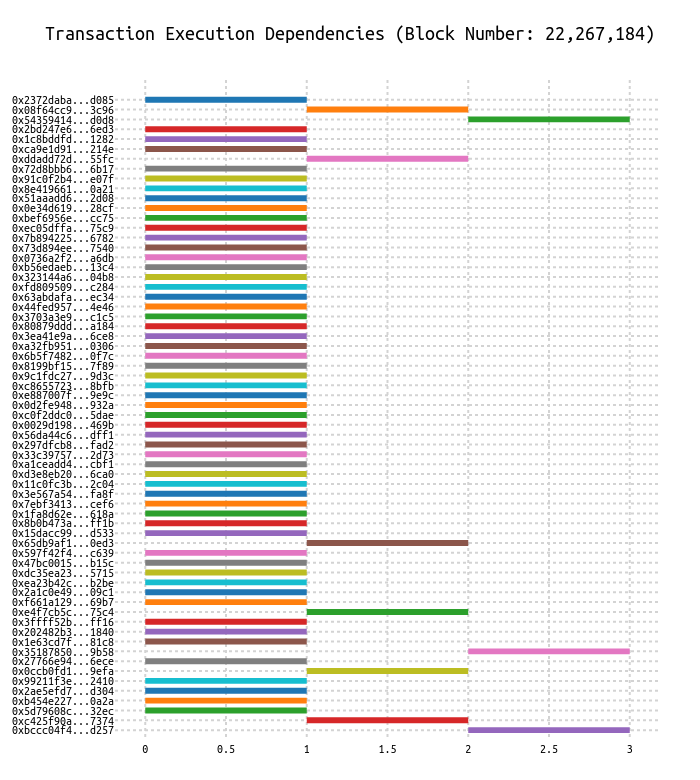 Transaction Execution Dependencies (Block Number: 22,267,184)
0x2372daba...d085
0x08f64cc9...3c96
0x54359414...d0d8
0x2bd247e6...6ed3
0x1c8bddfd...1282
0xca9e1d91...214e
0xddadd72d...55fc
0x72d8bbb6...6b17
0x91c0f2b4...e07f
0x8e419661...0a21
0x51aaadd6...2d08
0x0e34d619...28cf
0xbef6956e...cc75
0xec05dffa...75c9
0x7b894225...6782
0x73d894ee...7540
0x0736a2f2...a6db
0xb56edaeb...13c4
0x323144a6...04b8
0xfd809509...c284
0x63abdafa...ec34
0x44fed957...4e46
0x3703a3e9...c1c5
0x80879ddd...a184
0x3ea41e9a...6ce8
0xa32fb951...0306
0x6b5f7482...0f7c
0x8199bf15...7f89
0x9c1fdc27...9d3c
0xc8655723...8bfb
0xe887007f...9e9c
0x0d2fe948...932a
0xc0f2ddc0...5dae
0x0029d198...469b
0x56da44c6...dff1
0x297dfcb8...fad2
0x33c39757...2d73
0xa1ceadd4...cbf1
0xd3e8eb20...6ca0
0x11c0fc3b...2c04
0x3e567a54...fa8f
0x7ebf3413...cef6
0x1fa8d62e...618a
0x8b0b473a...ff1b
0x15dacc99...d533
0x65db9af1...0ed3
0x597f42f4...c639
0x47bc0015...b15c
0xdc35ea23...5715
0xea23b42c...b2be
0x2a1c0e49...09c1
0xf661a129...69b7
0xe4f7cb5c...75c4
0x3ffff52b...ff16
0x202482b3...1840
0x1e63cd7f...81c8
0x35187850...9b58
0x27766e94...6ece
0x0ccb0fd1...9efa
0x99211f3e...2410
0x2ae5efd7...d304
0xb454e227...0a2a
0x5d79608c...32ec
0xc425f90a...7374
0xbccc04f4...d257
0 0.5 1 1.5 2 2.5 3